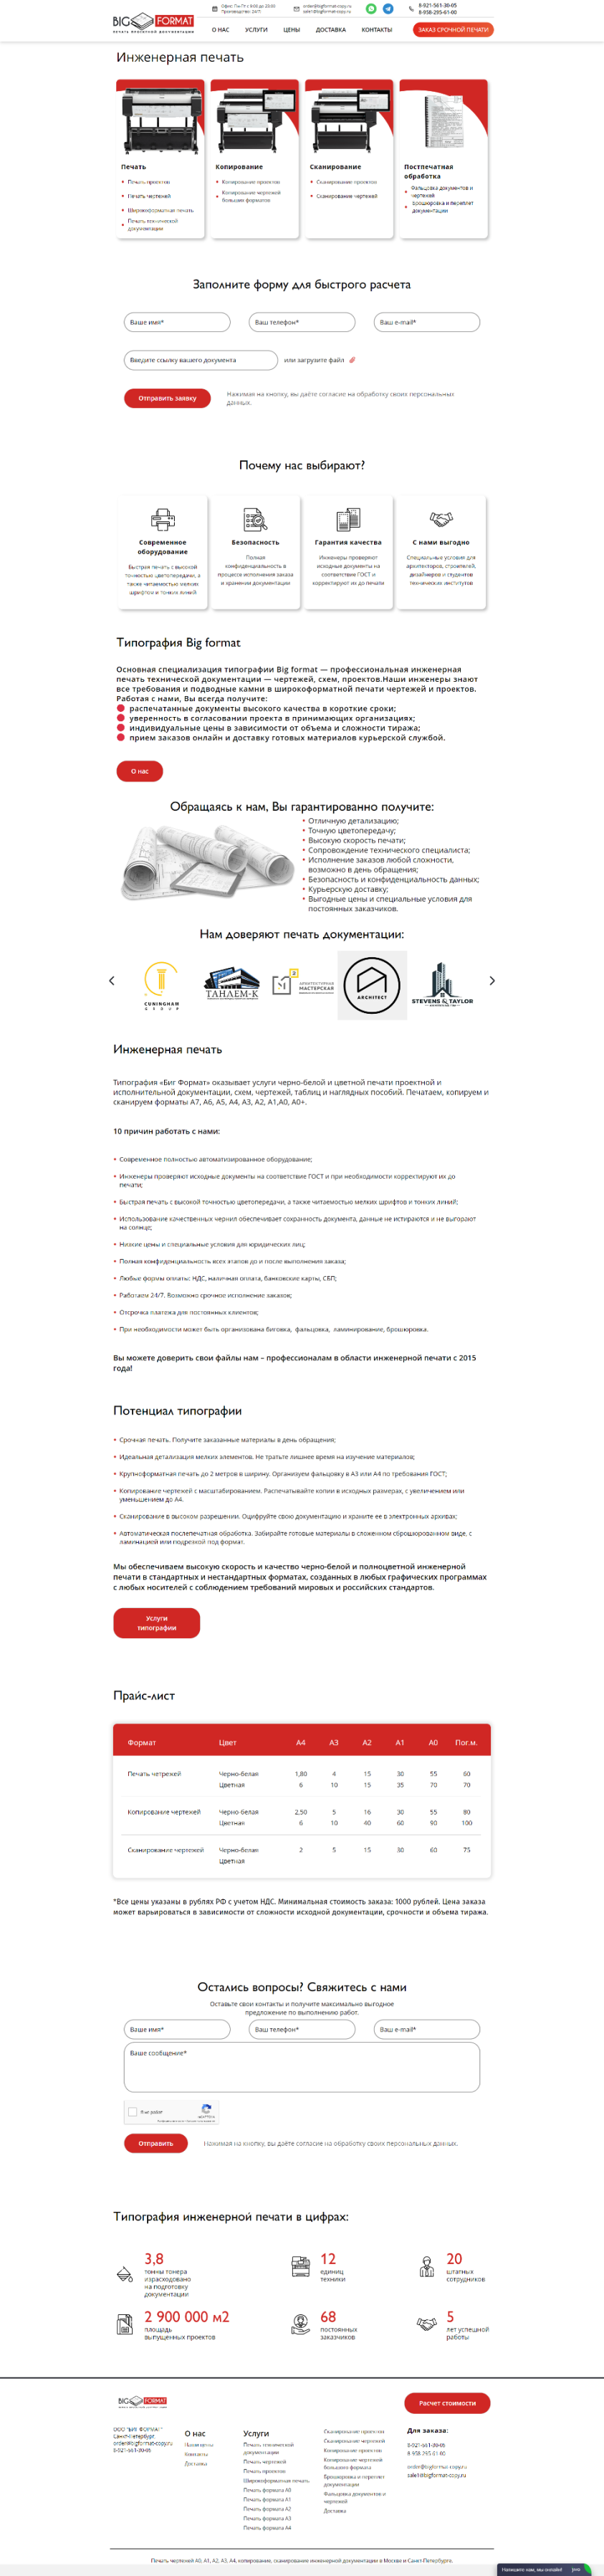 BIG FORMAT
ПЕЧАТЬ ПРОЕКТНОЙ ДОКУМЕНТАЦИИ
Офис: Пн-Пт с 9:00 до 20:00
Производство: 24/7
order@bigformat-copy.ru
sale1@bigformat-copy.ru
8-921-561-30-05
8-958-295-61-00
О НАС УСЛУГИ ЦЕНЫ ДОСТАВКА КОНТАКТЫ
ЗАКАЗ СРОЧНОЙ ПЕЧАТИ
Инженерная печать
Печать
Печать проектов
Печать чертежей
Широкоформатная печать
Печать технической
документации
Копирование
Копирование проектов
Копирование чертежей
больших форматов
Сканирование
Сканирование проектов
Сканирование чертежей
Постпечатная
обработка
Фальцовка документов и
чертежей
Брошюровка и переплет
документации
Заполните форму для быстрого расчета
Ваше имя*
Ваш телефон*
Ваш e-mail*
Введите ссылку вашего документа
или загрузите файл
Отправить заявку
Нажимая на кнопку, вы даёте согласие на обработку своих персональных
данных.
Почему нас выбирают?
Современное
оборудование
Быстрая печать с высокой
точностью цветопередачи, а
также читаемостью мелких
шрифтов и тонких линий
Безопасность
Полная
конфиденциальность в
процессе исполнения заказа
и хранении документации
Гарантия качества
Инженеры проверяют
исходные документы на
соответствие ГОСТ и
корректируют их до печати
С нами выгодно
Специальные условия для
архитекторов, строителей,
дизайнеров и студентов
технических институтов
Типография Big format
Основная специализация типографии Big format — профессиональная инженерная
печать технической документации — чертежей, схем, проектов.Наши инженеры знают
все требования и подводные камни в широкоформатной печати чертежей и проектов.
Работая с нами, Вы всегда получите:
распечатанные документы высокого качества в короткие сроки;
уверенность в согласовании проекта в принимающих организациях;
индивидуальные цены в зависимости от объема и сложности тиража;
прием заказов онлайн и доставку готовых материалов курьерской службой.
О нас
Обращаясь к нам, Вы гарантированно получите:
Отличную детализацию;
Точную цветопередачу;
Высокую скорость печати;
Сопровождение технического специалиста;
Исполнение заказов любой сложности,
возможно в день обращения;
Безопасность и конфиденциальность данных;
Курьерскую доставку;
Выгодные цены и специальные условия для
постоянных заказчиков.
Нам доверяют печать документации:
CUNINGHAM
GROUP
ТАНДЕМ-К
АРХИТЕКТУРНАЯ
МАСТЕРСКАЯ
ARCHITECT
STEVENS & TAYLOR
Инженерная печать
Типография «Биг Формат» оказывает услуги черно-белой и цветной печати проектной и
исполнительной документации, схем, чертежей, таблиц и наглядных пособий. Печатаем, копируем и
сканируем форматы А7, А6, А5, А4, А3, А2, А1,А0, А0+.
10 причин работать с нами:
Современное полностью автоматизированное оборудование;
Инженеры проверяют исходные документы на соответствие ГОСТ и при необходимости корректируют их до
печати;
Быстрая печать с высокой точностью цветопередачи, а также читаемостью мелких шрифтов и тонких линий;
Использование качественных чернил обеспечивает сохранность документа, данные не истираются и не выгорают
на солнце;
Низкие цены и специальные условия для юридических лиц;
Полная конфиденциальность всех этапов до и после выполнения заказа;
Любые формы оплаты: НДС, наличная оплата, банковские карты, СБП;
Работаем 24/7. Возможно срочное исполнение заказов;
Отсрочка платежа для постоянных клиентов;
При необходимости может быть организована биговка, фальцовка, ламинирование, брошюровка.
Вы можете доверить свои файлы нам – профессионалам в области инженерной печати с 2015
года!
Потенциал типографии
Срочная печать. Получите заказанные материалы в день обращения;
Идеальная детализация мелких элементов. Не тратьте лишнее время на изучение материалов;
Крупноформатная печать до 2 метров в ширину. Организуем фальцовку в А3 или А4 по требования ГОСТ;
Копирование чертежей с масштабированием. Распечатывайте копии в исходных размерах, с увеличением или
уменьшением до А4.
Сканирование в высоком разрешении. Оцифруйте свою документацию и храните ее в электронных архивах;
Автоматическая послепечатная обработка. Забирайте готовые материалы в сложенном сброшюрованном виде, с
ламинацией или подрезкой под формат.
Мы обеспечиваем высокую скорость и качество черно-белой и полноцветной инженерной
печати в стандартных и нестандартных форматах, созданных в любых графических программах
с любых носителей с соблюдением требований мировых и российских стандартов.
Услуги
типографии
Прайс-лист
Формат Цвет А4 А3 А2 А1 А0 Пог.м.
Печать четрежей Черно-белая 1,80 4 15 30 55 60
Цветная 6 10 15 35 70 70
Копирование чертежей Черно-белая 2,50 5 16 30 55 80
Цветная 6 10 40 60 90 100
Сканирование чертежей Черно-белая 2 5 15 30 60 75
Цветная
*Все цены указаны в рублях РФ с учетом НДС. Минимальная стоимость заказа: 1000 рублей. Цена заказа
может варьироваться в зависимости от сложности исходной документации, срочности и объема тиража.
Остались вопросы? Свяжитесь с нами
Оставьте свои контакты и получите максимально выгодное
предложение по выполнению работ.
Ваше имя*
Ваш телефон*
Ваш e-mail*
Ваше сообщение*
Я не робот
reCAPTCHA
Отправить
Нажимая на кнопку, вы даёте согласие на обработку своих персональных данных.
Типография инженерной печати в цифрах:
3,8
тонны тонера
израсходовано
на подготовку
документации
12
единиц
техники
20
штатных
сотрудников
2 900 000 м2
площадь
выпущенных проектов
68
постоянных
заказчиков
5
лет успешной
работы
BIG FORMAT
Расчет стоимости
ООО "БИГ ФОРМАТ"
Санкт-Петербург
order@bigformat-copy.ru
8-921-561-30-05
О нас
Наши цены
Контакты
Доставка
Услуги
Печать технической
документации
Печать чертежей
Печать проектов
Широкоформатная печать
Печать формата А0
Печать формата А1
Печать формата А2
Печать формата А3
Печать формата А4
Сканирование проектов
Сканирование чертежей
Копирование проектов
Копирование чертежей
большого формата
Брошюровка и переплет
документации
Фальцовка документов и
чертежей
Доставка
Для заказа:
8-921-561-30-05
8-958-295-61-00
order@bigformat-copy.ru
sale1@bigformat-copy.ru
Печать чертежей А0, А1, А2, А3, А4, копирование, сканирование инженерной документации в Москве и Санкт-Петербурге.
Напишите нам, мы онлайн!
jivo